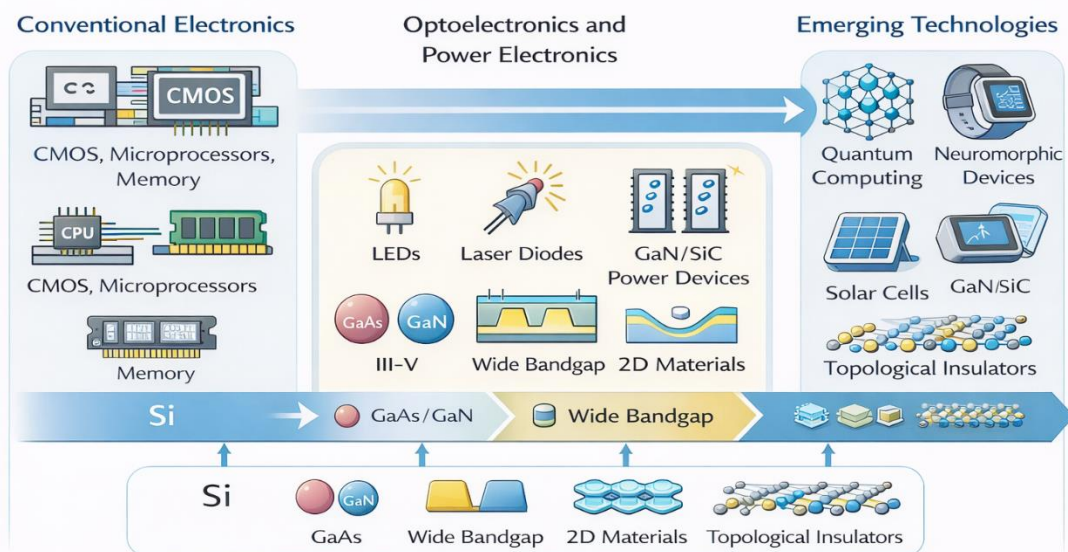 Conventional Electronics
Optoelectronics and
Power Electronics
Emerging Technologies
CMOS
CMOS, Microprocessors,
Memory
CPU
CMOS, Microprocessors
Memory
LEDs
Laser Diodes
GaN/SiC
Power Devices
GaAs
GaN
III-V
Wide Bandgap
2D Materials
Quantum
Computing
Neuromorphic
Devices
Solar Cells
GaN/SiC
Topological Insulators
Si
GaAs/GaN
Wide Bandgap
Si
GaN
GaAs
Wide Bandgap
2D Materials
Topological Insulators